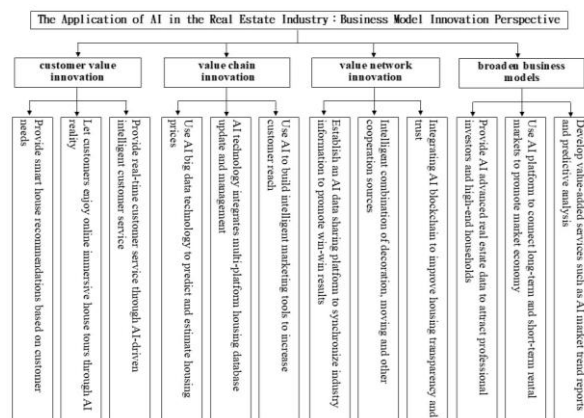 The Application of AI in the Real Estate Industry：Business Model Innovation Perspective
customer value
innovation
value chain
innovation
value network
innovation
broaden business
models
Provide smart house recommendations based on customer
needs
Let customers enjoy online immersive house tours through AI
reality
Provide real-time customer service through AI-driven
intelligent customer service
Use AI big data technology to predict and estimate housing
prices
AI technology integrates multi-platform housing database
update and management
Use AI to build intelligent marketing tools to increase
customer reach
Establish an AI data sharing platform to synchronize industry
information to promote win-win results
Intelligent combination of decoration, moving and other
cooperation sources
Integrating AI blockchain to improve housing transparency and
trust
Provide AI advanced real estate data to attract professional
investors and high-end households
Use AI platform to connect long-term and short-term rental
markets to promote market economy
Develop value-added services such as AI market trend reports
and predictive analysis